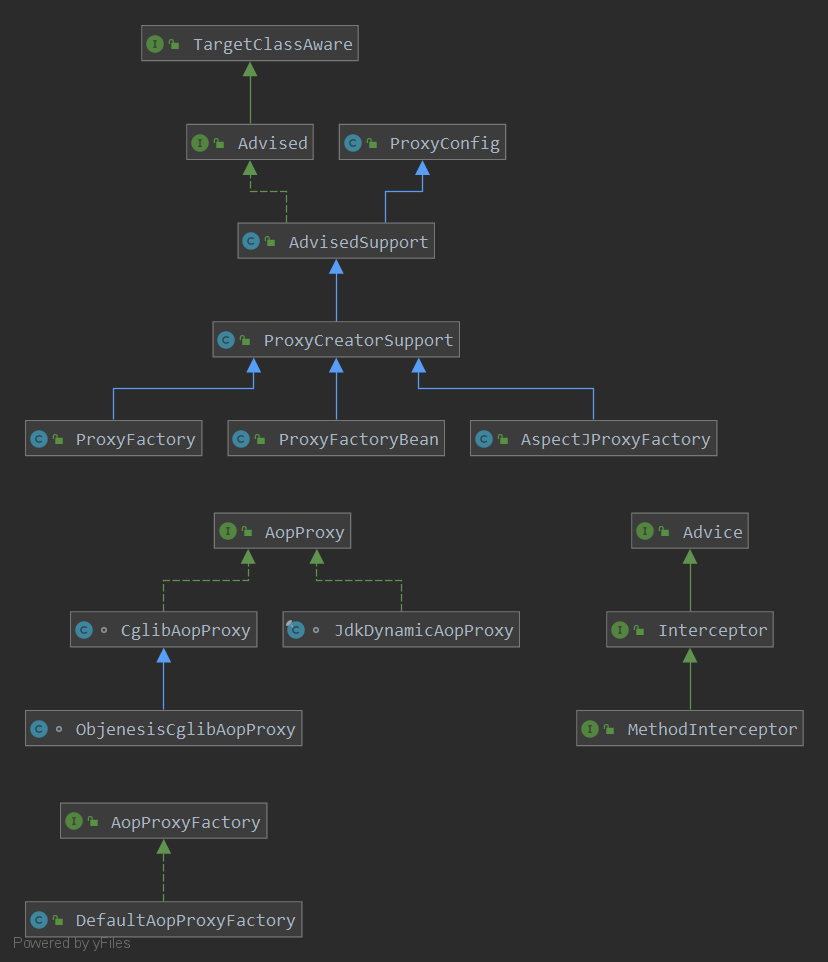 TargetClassAware
Advised
ProxyConfig
AdvisedSupport
ProxyCreatorSupport
ProxyFactory
ProxyFactoryBean
AspectJProxyFactory
AopProxy
Advice
CglibAopProxy
JdkDynamicAopProxy
Interceptor
ObjenesisCglibAopProxy
MethodInterceptor
AopProxyFactory
DefaultAopProxyFactory
Powered by yFiles